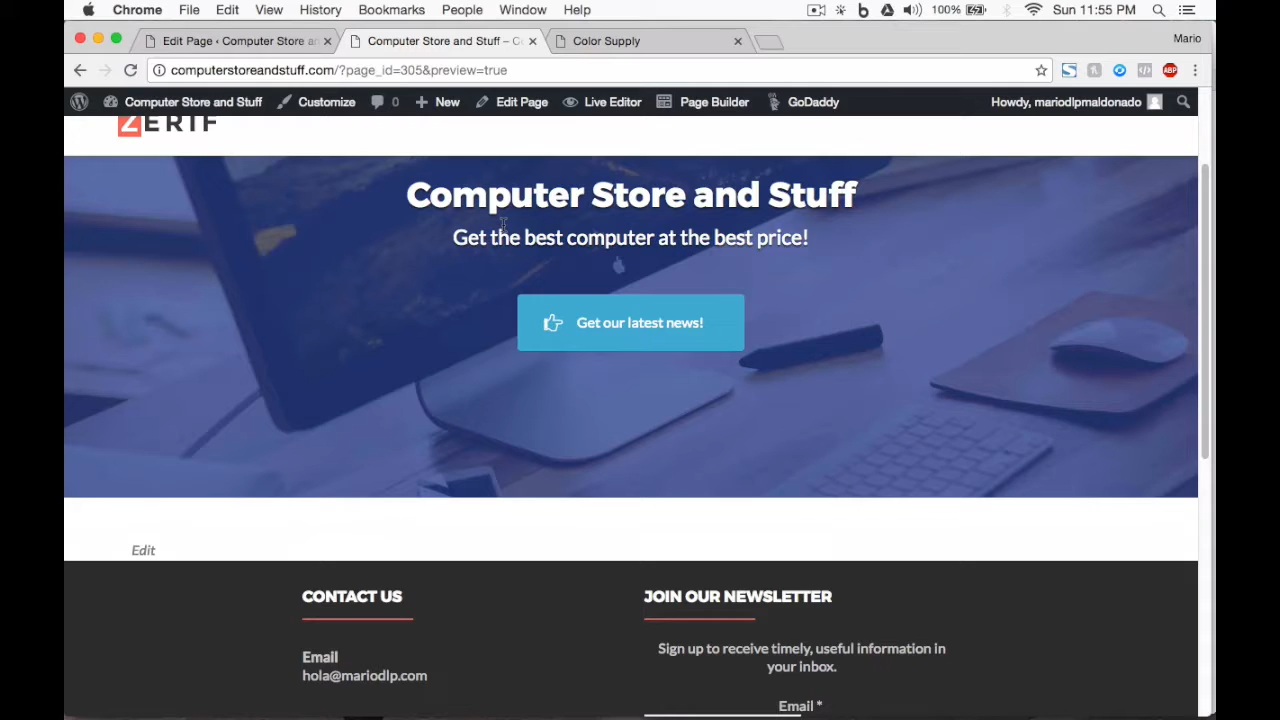 Chrome File Edit View History Bookmarks People Window Help 100% Sun 11:55 PM
Edit Page ‹ Computer Store an
Computer Store and Stuff – Co
Color Supply
Mario
computerstoreandstuff.com/?page_id=305&preview=true
ABP
Computer Store and Stuff Customize 0 New Edit Page Live Editor Page Builder GoDaddy Howdy, mariodlpmaldonado
ZERIF
Computer Store and Stuff
Get the best computer at the best price!
Get our latest news!
Edit
CONTACT US
JOIN OUR NEWSLETTER
Email
hola@mariodlp.com
Sign up to receive timely, useful information in
your inbox.
Email *